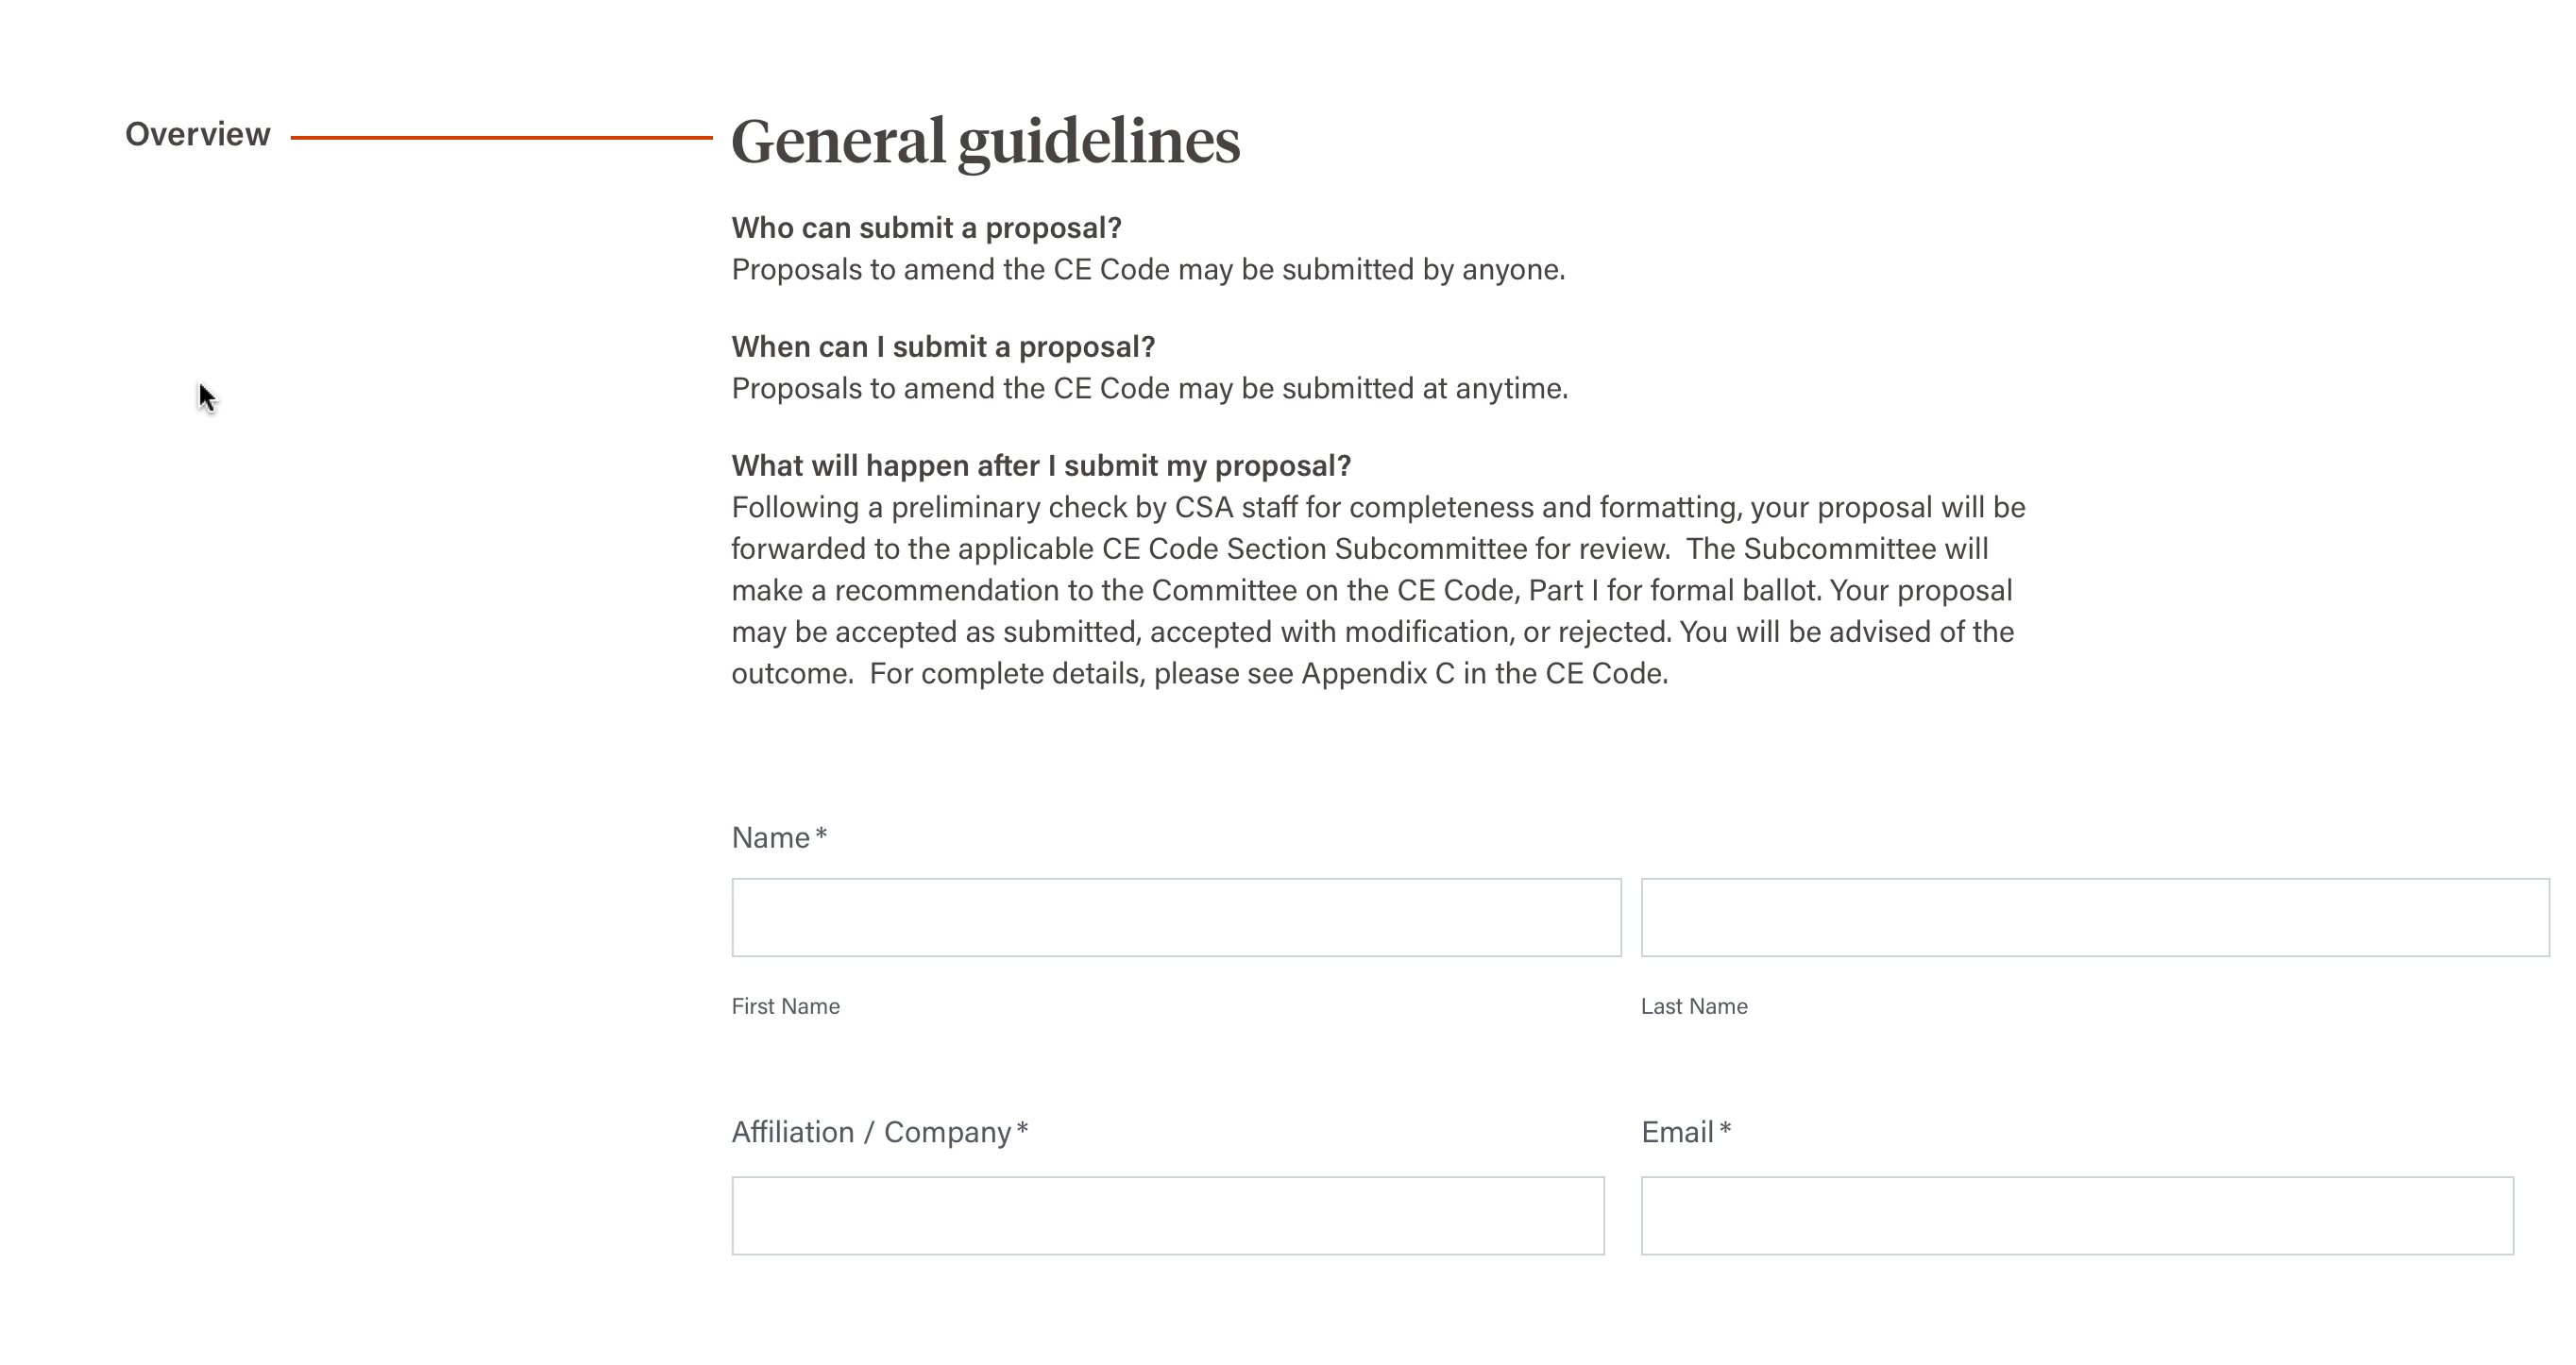 Overview
General guidelines
Who can submit a proposal?
Proposals to amend the CE Code may be submitted by anyone.
When can I submit a proposal?
Proposals to amend the CE Code may be submitted at anytime.
What will happen after I submit my proposal?
Following a preliminary check by CSA staff for completeness and formatting, your proposal will be
forwarded to the applicable CE Code Section Subcommittee for review.  The Subcommittee will
make a recommendation to the Committee on the CE Code, Part I for formal ballot. Your proposal
may be accepted as submitted, accepted with modification, or rejected. You will be advised of the
outcome.  For complete details, please see Appendix C in the CE Code.
Name *
First Name
Last Name
Affiliation / Company *
Email *